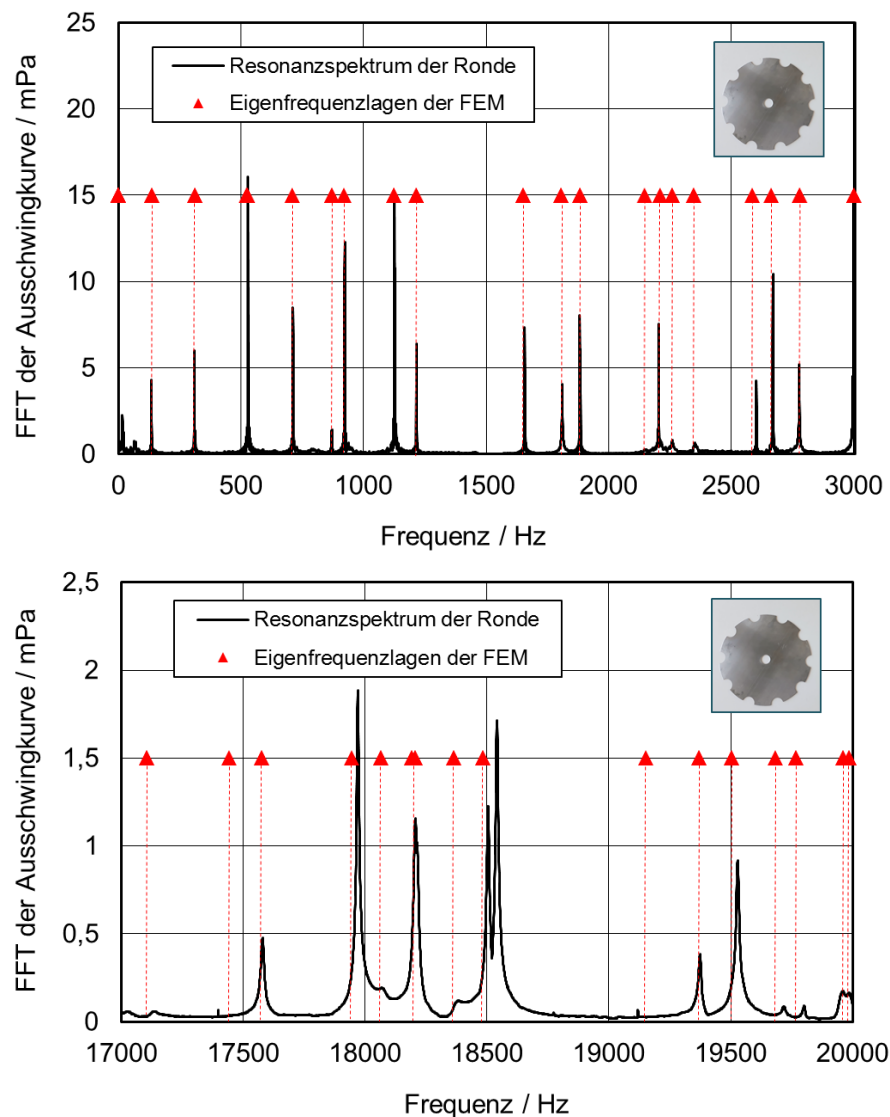 FFT der Ausschwingkurve / mPa
25
20
15
10
5
0
Resonanzspektrum der Ronde
Eigenfrequenzlagen der FEM
0 500 1000 1500 2000 2500 3000
Frequenz / Hz
FFT der Ausschwingkurve / mPa
2,5
2
1,5
1
0,5
0
Resonanzspektrum der Ronde
Eigenfrequenzlagen der FEM
17000 17500 18000 18500 19000 19500 20000
Frequenz / Hz